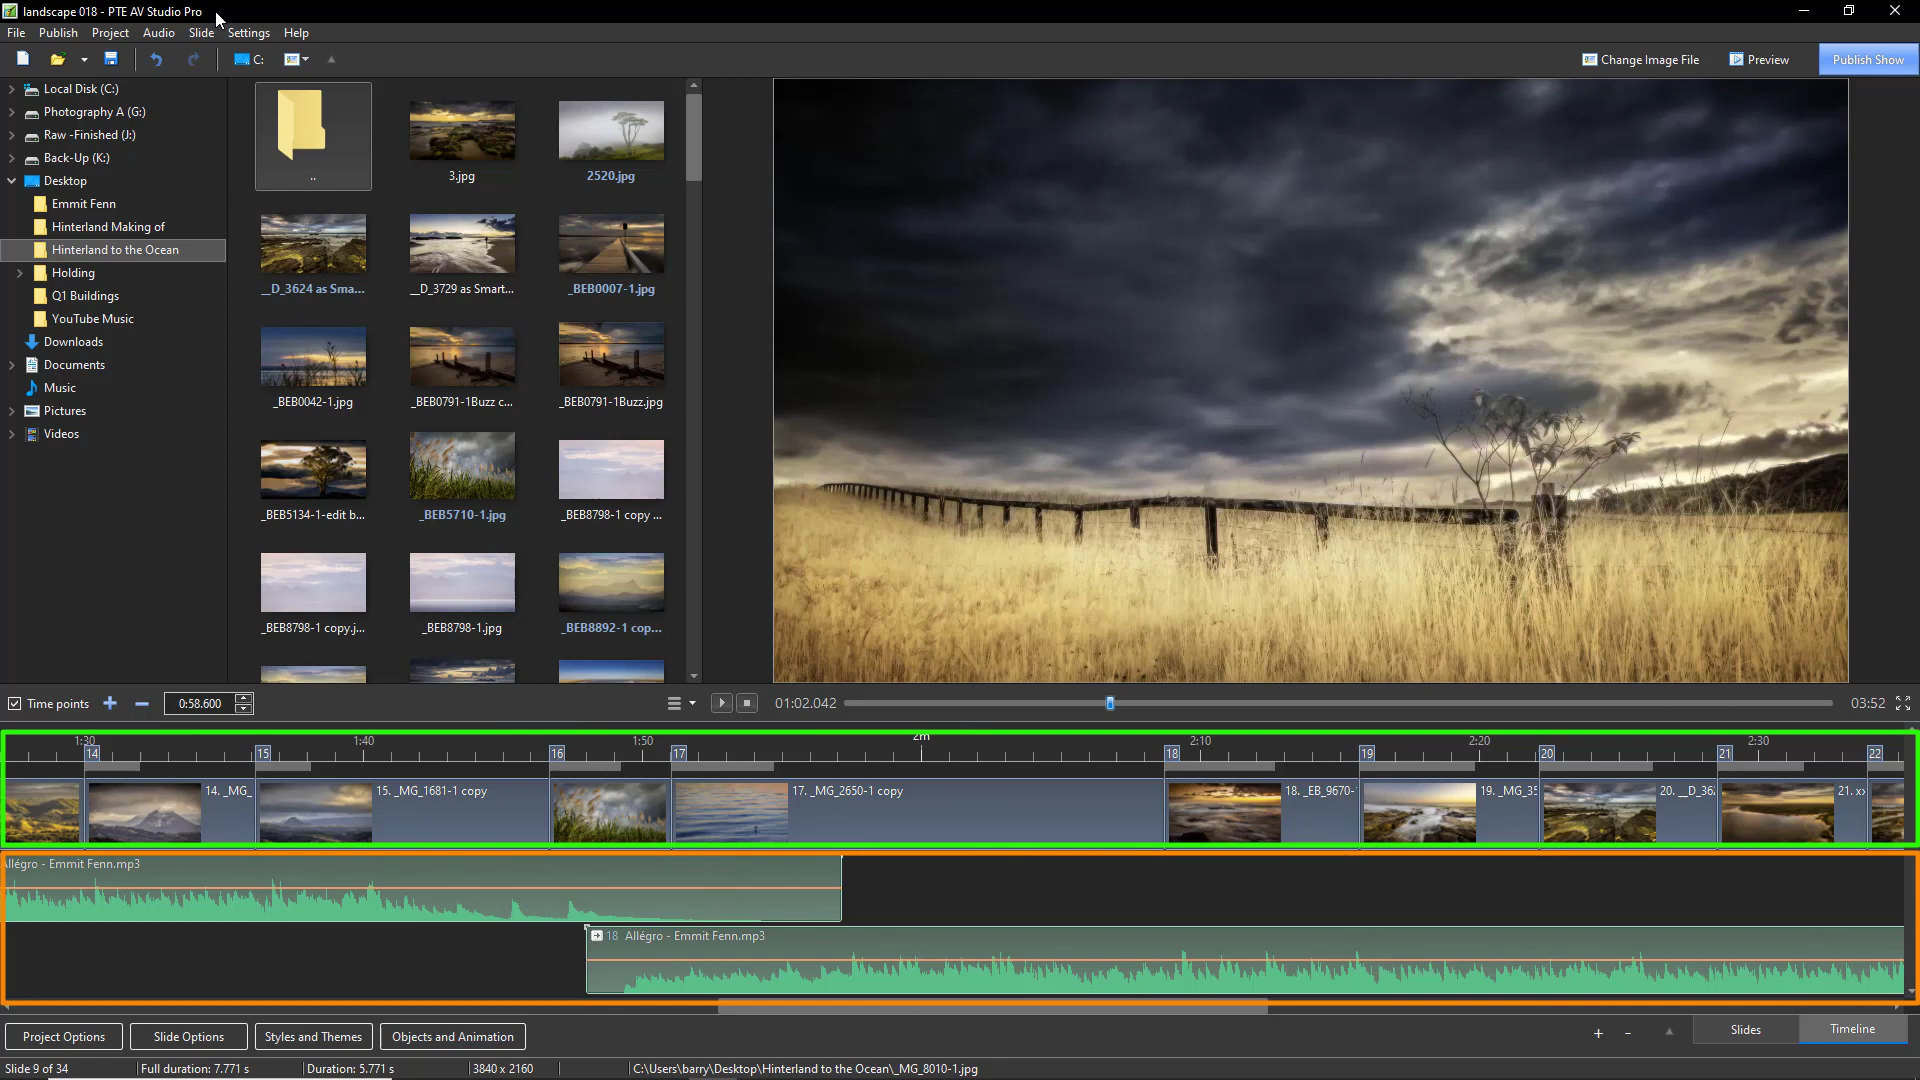 landscape 018 - PTE AV Studio Pro
File Publish Project Audio Slide Settings Help
C: Change Image File Preview Publish Show
Local Disk (C:)
Photography A (G:)
Raw -Finished (J:)
Back-Up (K:)
Desktop
Emmit Fenn
Hinterland Making of
Hinterland to the Ocean
Holding
Q1 Buildings
YouTube Music
Downloads
Documents
Music
Pictures
Videos
.. 3.jpg 2520.jpg
__D_3624 as Sma... __D_3729 as Smart... _BEB0007-1.jpg
_BEB0042-1.jpg _BEB0791-1Buzz c... _BEB0791-1Buzz.jpg
_BEB5134-1-edit b... _BEB5710-1.jpg _BEB8798-1 copy ...
_BEB8798-1 copy.j... _BEB8798-1.jpg _BEB8892-1 cop...
Time points 0:58.600 01:02.042 03:52
1:30 1:40 1:50 2m 2:10 2:20 2:30
14 15 16 17 18 19 20 21 22
14. _MG_ 15. _MG_1681-1 copy 17. _MG_2650-1 copy 18. _EB_9670- 19. _MG_35 20. __D_36 21. x
Allégro - Emmit Fenn.mp3
18 Allégro - Emmit Fenn.mp3
Project Options Slide Options Styles and Themes Objects and Animation + - Slides Timeline
Slide 9 of 34 Full duration: 7.771 s Duration: 5.771 s 3840 x 2160 C:\Users\barry\Desktop\Hinterland to the Ocean\_MG_8010-1.jpg